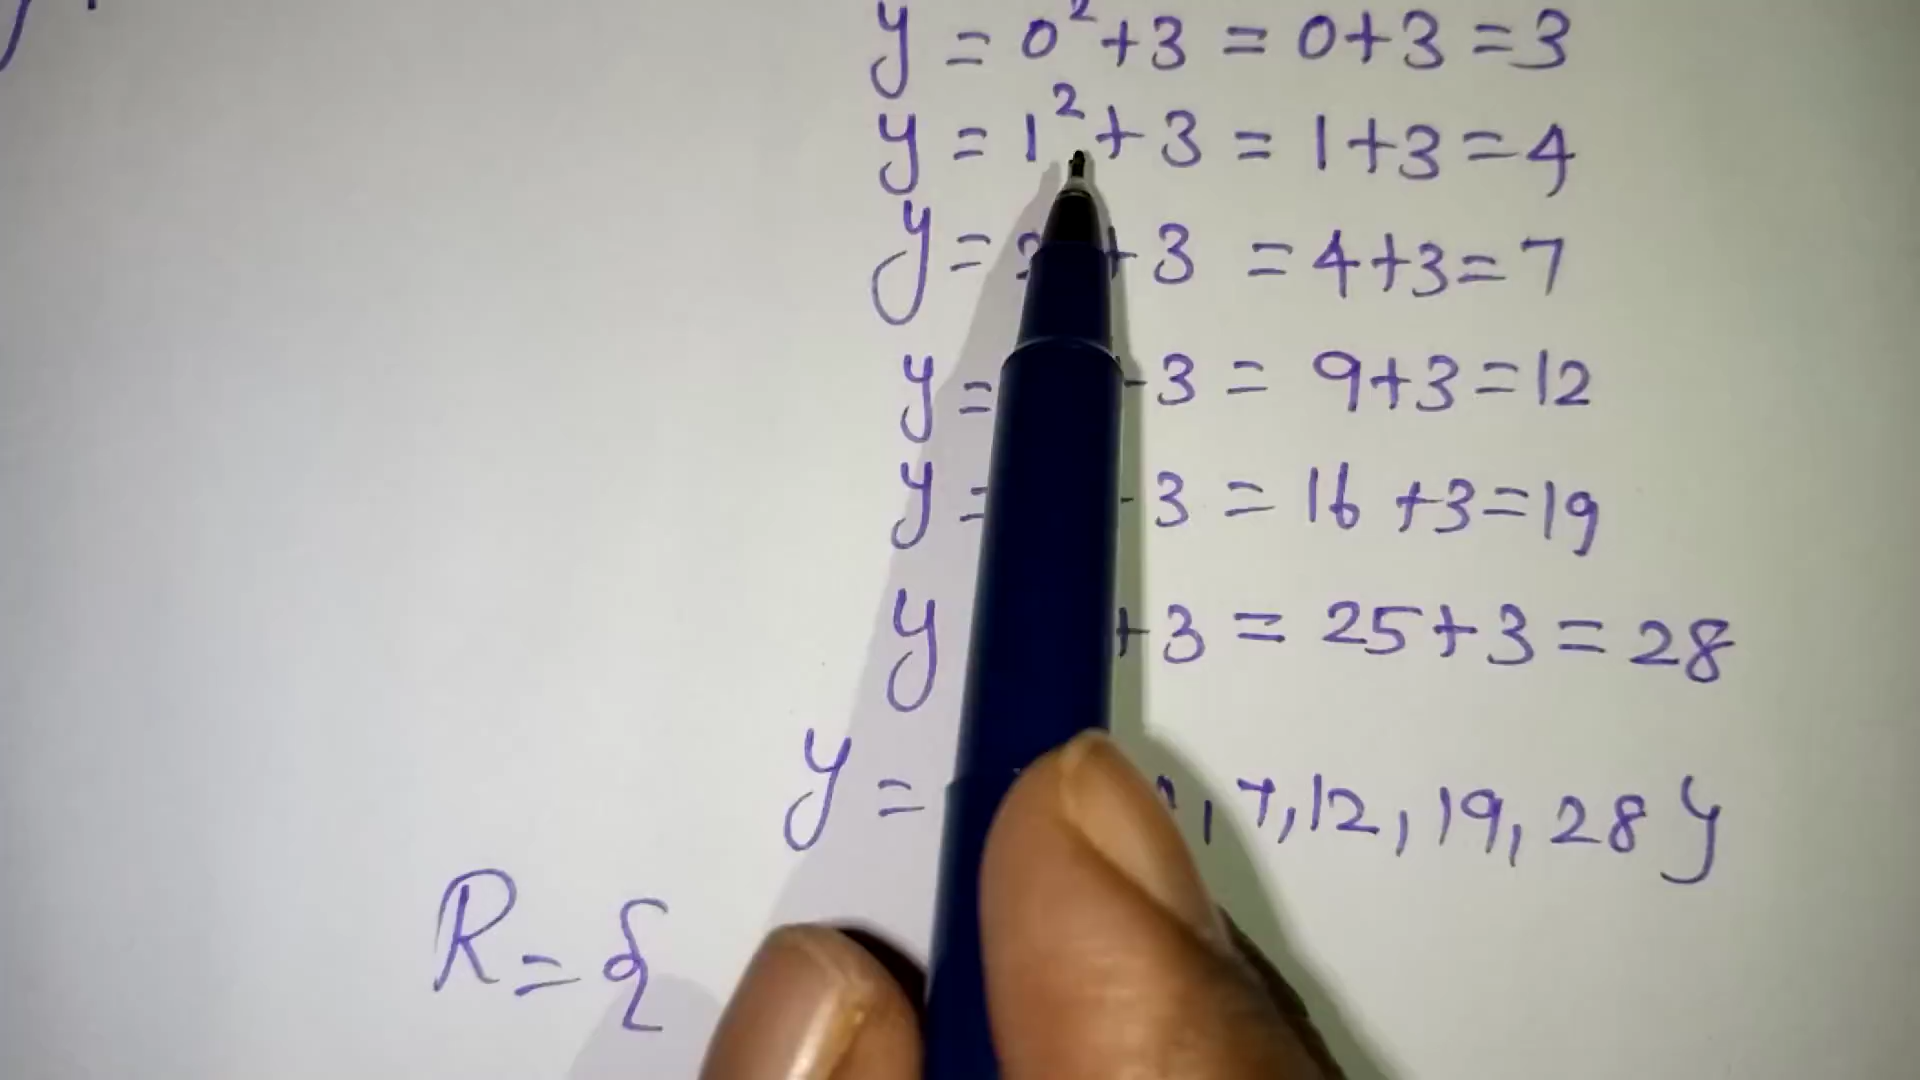 y = 0²+3 = 0+3 =3
y = 1²+3 = 1+3=4
y = +3 = 4+3=7
y= 3 = 9+3=12
y= 3 = 16 +3=19
y +3 = 25+3=28
y = ,7,12,19,28}
R={